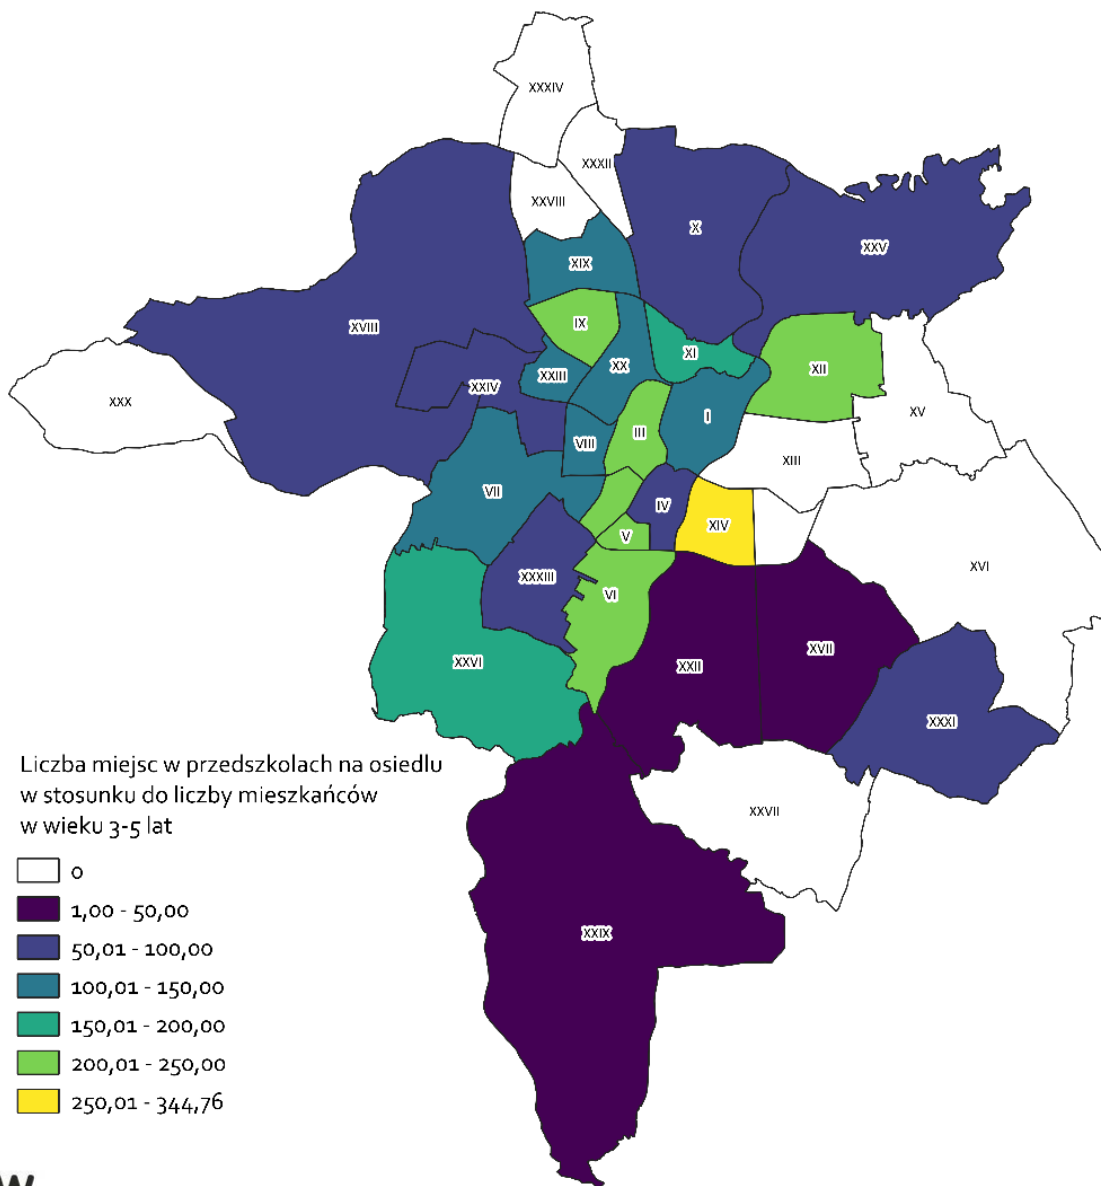 XXXIV
XXXII
XXVIII
X
XXV
XIX
XVIII
IX
XI
XX
XII
XXIII
XXIV
XXX
XV
I
III
VIII
XIII
VII
IV
XIV
V
XVI
XXXIII
VI
XVII
XXVI
XXII
XXXI
Liczba miejsc w przedszkolach na osiedlu
w stosunku do liczby mieszkańców
w wieku 3-5 lat
XXVII
0
1,00 - 50,00
50,01 - 100,00
XXIX
100,01 - 150,00
150,01 - 200,00
200,01 - 250,00
250,01 - 344,76